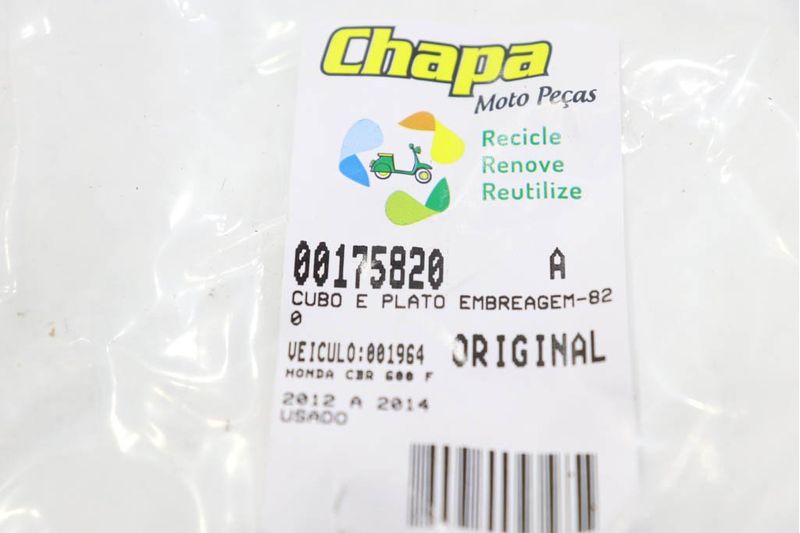 Chapa
Moto Peças
Recicle
Renove
Reutilize
00175820 A
CUBO E PLATO EMBREAGEM-82
0
VEICULO:001964 ORIGINAL
HONDA CBR 600 F
2012 A 2014
USADO